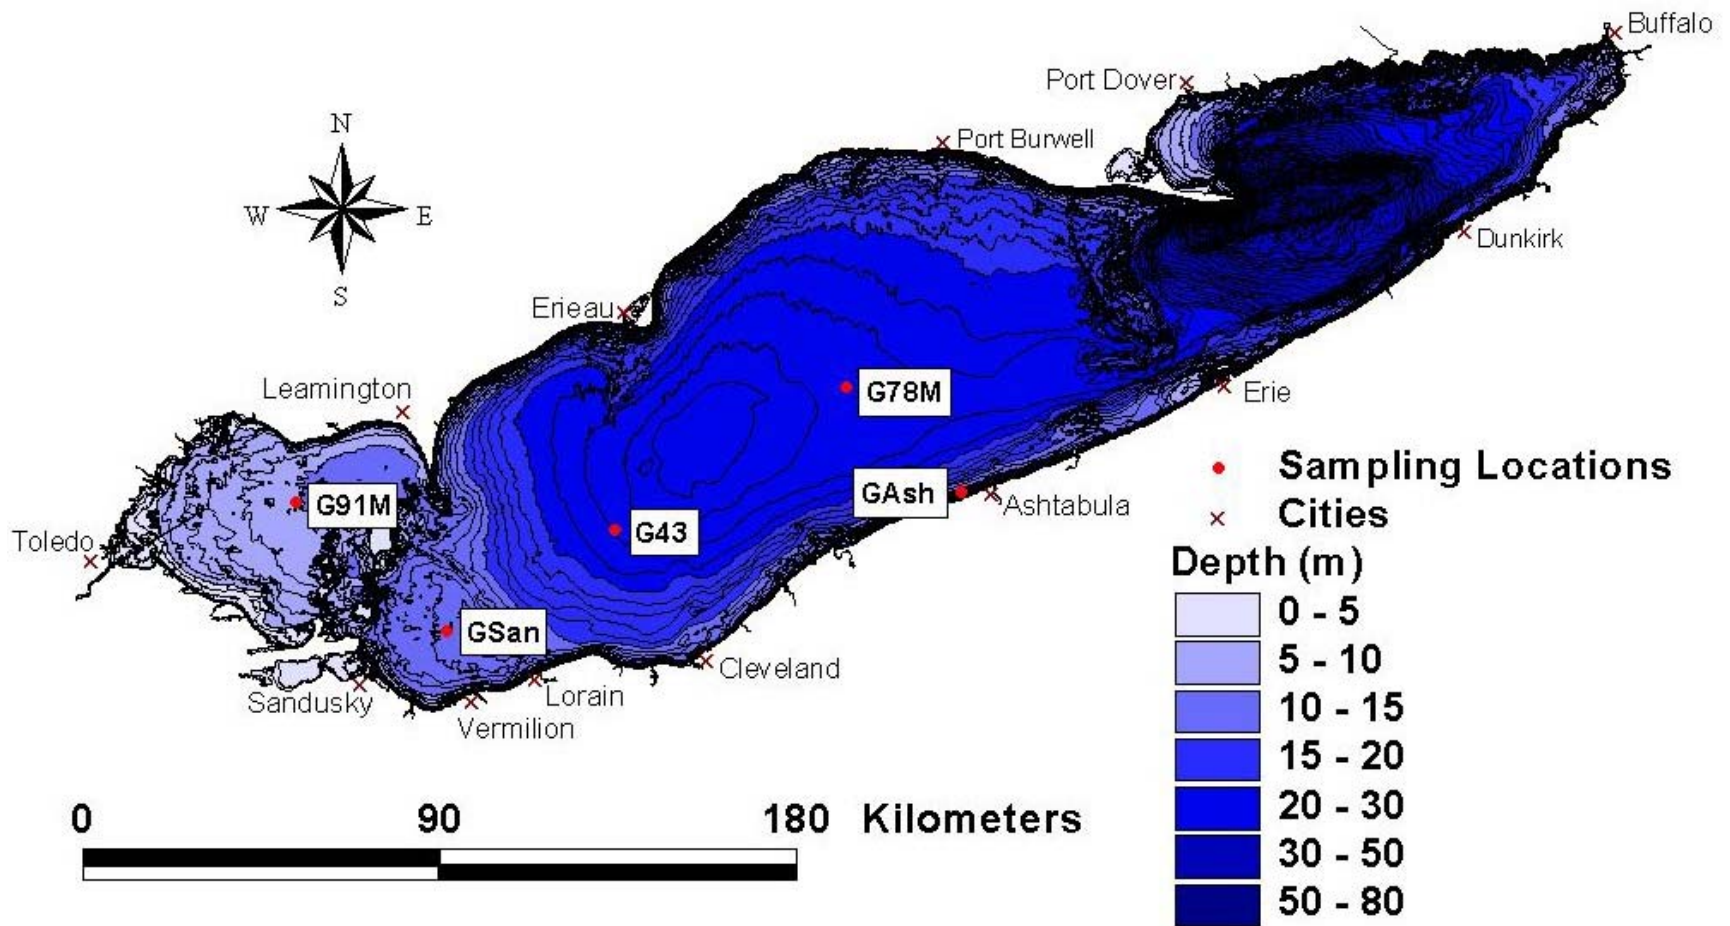 Buffalo
Port Dover
N
Port Burwell
W E
Dunkirk
S
Erieau
Leamington
G78M
Erie
Sampling Locations
GAsh
G91M
Ashtabula
Cities
G43
Toledo
Depth (m)
0 - 5
GSan
5 - 10
Cleveland
Sandusky
Lorain
10 - 15
Vermilion
15 - 20
0 90 180 Kilometers
20 - 30
30 - 50
50 - 80